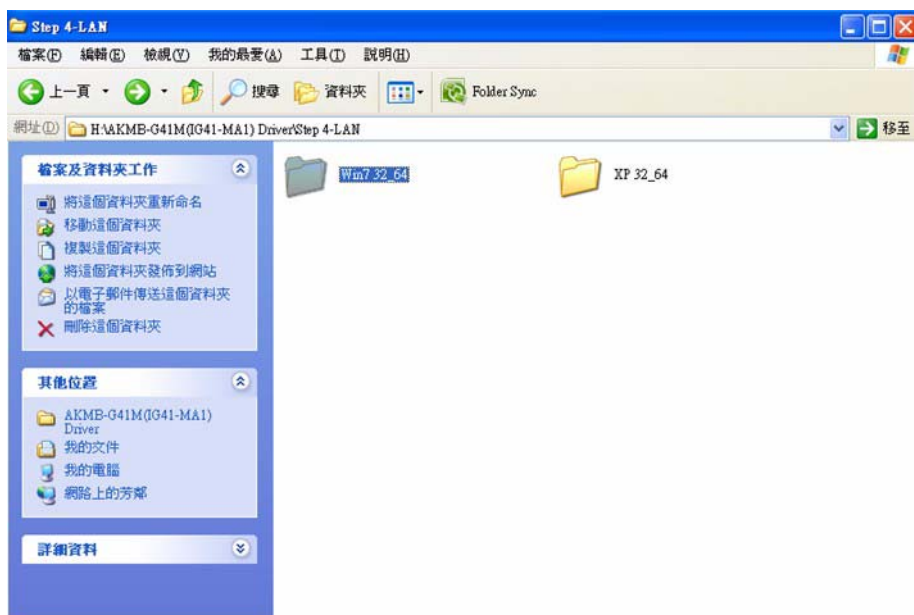 Step 4-LAN
檔案(F) 編輯(E) 檢視(V) 我的最愛(A) 工具(T) 說明(H)
上一頁 搜尋 資料夾 Folder Sync
網址(D) H:\AKMB-G41M(IG41-MA1) Driver\Step 4-LAN 移至
檔案及資料夾工作
將這個資料夾重新命名
移動這個資料夾
複製這個資料夾
將這個資料夾發佈到網站
以電子郵件傳送這個資料夾
的檔案
刪除這個資料夾
其他位置
AKMB-G41M(IG41-MA1)
Driver
我的文件
我的電腦
網路上的芳鄰
詳細資料
Win7 32_64
XP 32_64